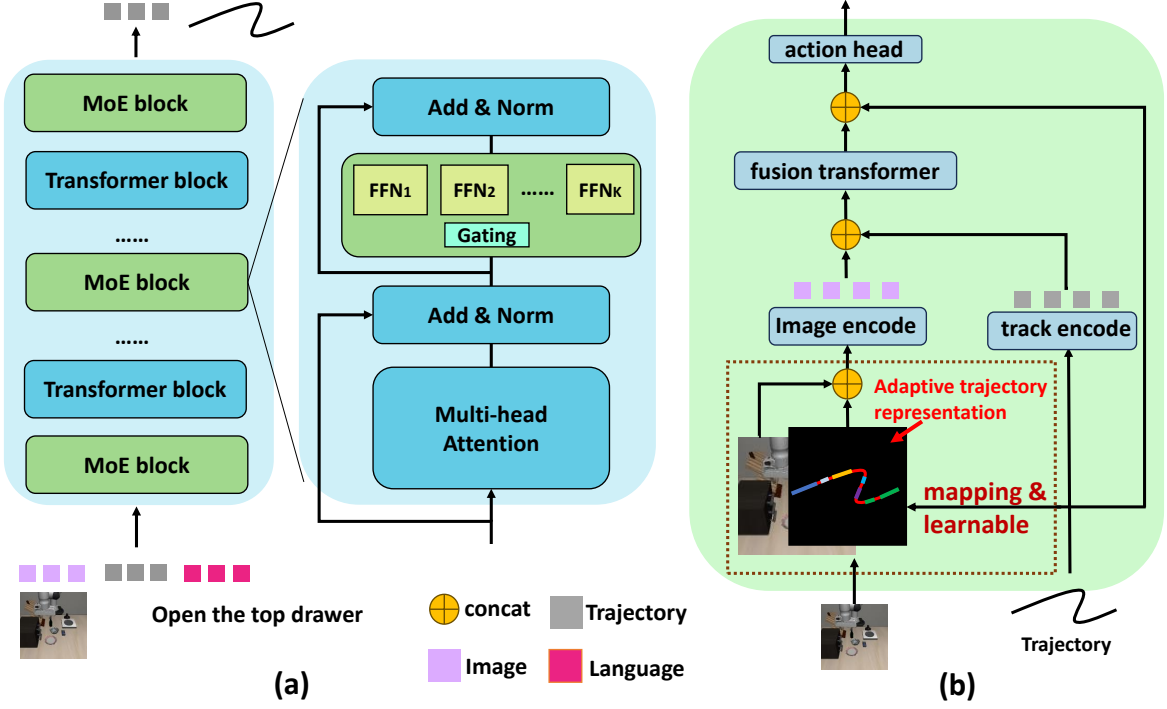 MoE block
Transformer block
......
MoE block
......
Transformer block
MoE block
Open the top drawer
(a)
Add & Norm
FFN1 FFN2 ...... FFNK
Gating
Add & Norm
Multi-head
Attention
concat
Trajectory
Image
Language
action head
fusion transformer
Image encode
track encode
Adaptive trajectory
representation
mapping &
learnable
Trajectory
(b)